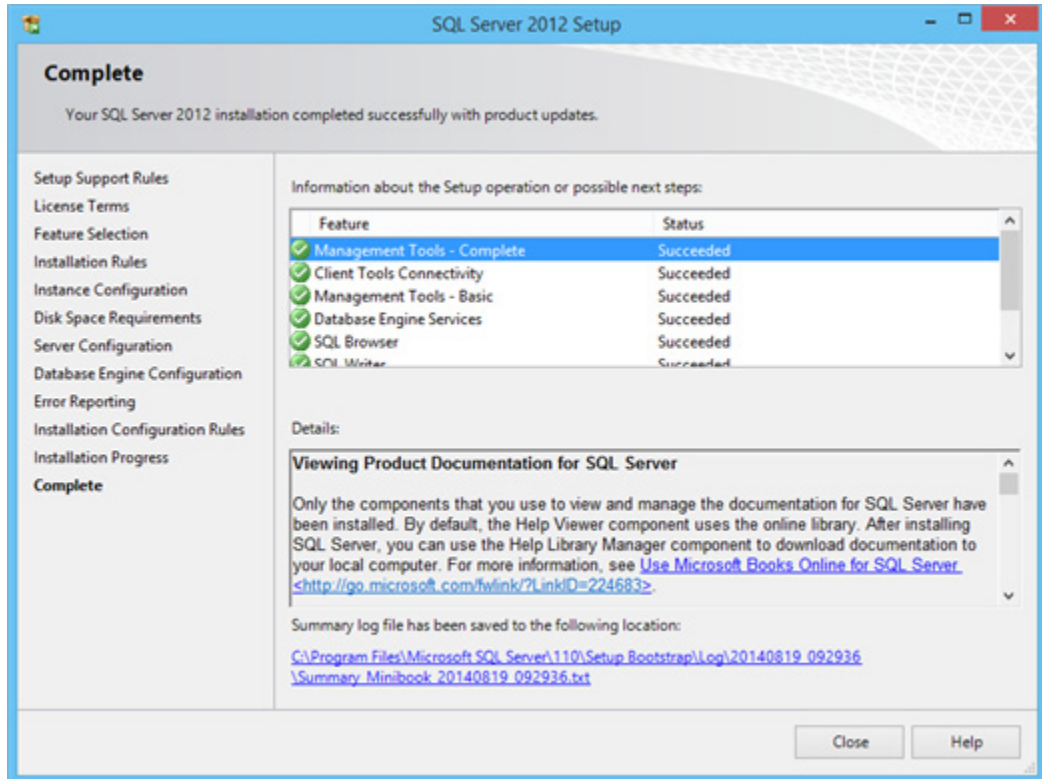 SQL Server 2012 Setup
Complete
Your SQL Server 2012 installation completed successfully with product updates.
Setup Support Rules
License Terms
Feature Selection
Installation Rules
Instance Configuration
Disk Space Requirements
Server Configuration
Database Engine Configuration
Error Reporting
Installation Configuration Rules
Installation Progress
Complete
Information about the Setup operation or possible next steps:
Feature Status
Management Tools - Complete Succeeded
Client Tools Connectivity Succeeded
Management Tools - Basic Succeeded
Database Engine Services Succeeded
SQL Browser Succeeded
SQL Writer Succeeded
Details:
Viewing Product Documentation for SQL Server
Only the components that you use to view and manage the documentation for SQL Server have
been installed. By default, the Help Viewer component uses the online library. After installing
SQL Server, you can use the Help Library Manager component to download documentation to
your local computer. For more information, see Use Microsoft Books Online for SQL Server
<http://go.microsoft.com/fwlink/?LinkID=224683>.
Summary log file has been saved to the following location:
C:\Program Files\Microsoft SQL Server\110\Setup Bootstrap\Log\20140819_092936
\Summary_Minibook_20140819_092936.txt
Close Help